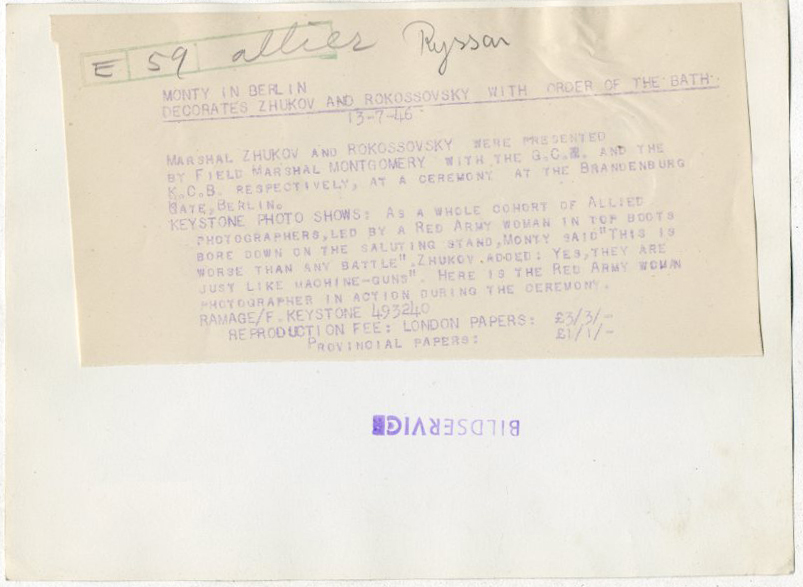 E 59 allier Ryssar
MONTY IN BERLIN
DECORATES ZHUKOV AND ROKOSSOVSKY WITH ORDER OF THE BATH.
13-7-45
MARSHAL ZHUKOV AND ROKOSSOVSKY WERE PRESENTED
BY FIELD MARSHAL MONTGOMERY WITH THE G.C.B. AND THE
K.C.B. RESPECTIVELY, AT A CEREMONY AT THE BRANDENBURG
GATE, BERLIN.
KEYSTONE PHOTO SHOWS: AS A WHOLE COHORT OF ALLIED
PHOTOGRAPHERS, LED BY A RED ARMY WOMAN IN TOP BOOTS
BORE DOWN ON THE SALUTING STAND, MONTY SAID "THIS IS
WORSE THAN ANY BATTLE". ZHUKOV. ADDED: YES, THEY ARE
JUST LIKE MACHINE-GUNS". HERE IS THE RED ARMY WOMAN
PHOTOGRAPHER IN ACTION DURING THE CEREMONY.
RAMAGE/F. KEYSTONE 493240
REPRODUCTION FEE: LONDON PAPERS: £3/3/-
PROVINCIAL PAPERS: £1/1/-
BILDSERVICE